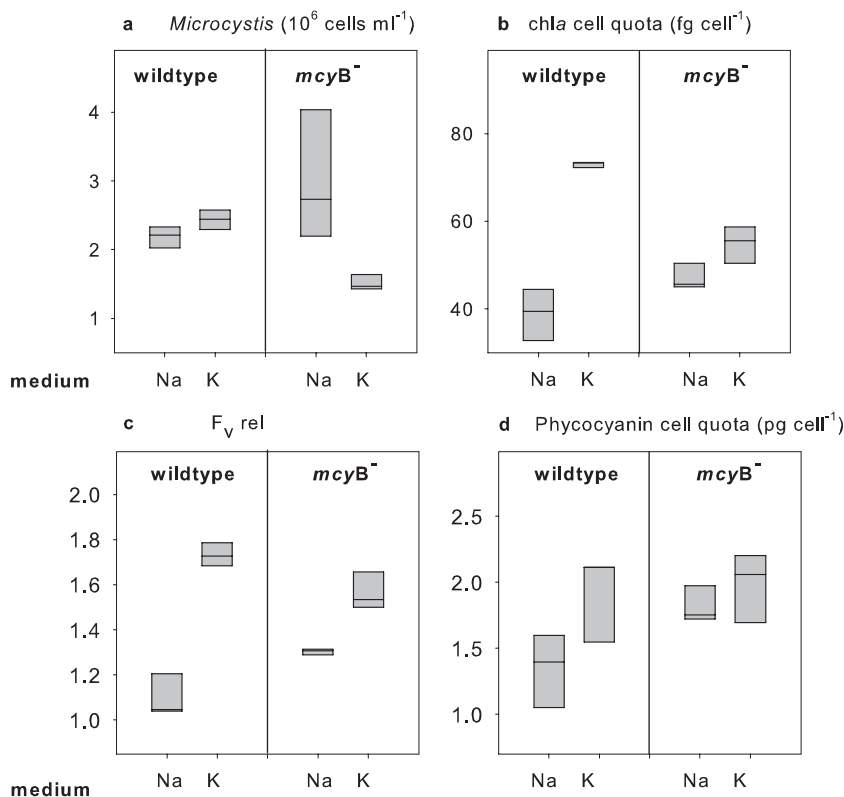 a Microcystis (10⁶ cells ml⁻¹)
wildtype mcyB⁻
4
3
2
1
medium Na K Na K
b chla cell quota (fg cell⁻¹)
wildtype mcyB⁻
80
60
40
Na K Na K
c Fᵥ rel
wildtype mcyB⁻
2.0
1.8
1.6
1.4
1.2
1.0
medium Na K Na K
d Phycocyanin cell quota (pg cell⁻¹)
wildtype mcyB⁻
2.5
2.0
1.5
1.0
Na K Na K